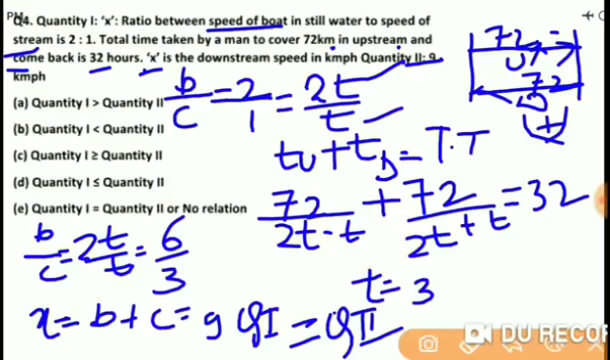 PM
Q4. Quantity I: ‘x’: Ratio between speed of boat in still water to speed of
stream is 2 : 1. Total time taken by a man to cover 72km in upstream and
come back is 32 hours. ‘x’ is the downstream speed in kmph Quantity II: 9
kmph
(a) Quantity I > Quantity II
(b) Quantity I < Quantity II
(c) Quantity I ≥ Quantity II
(d) Quantity I ≤ Quantity II
(e) Quantity I = Quantity II or No relation
72
U
72
D
b/c = 2/1 = 2t/t
tU + tD = T.T
72/2t-t + 72/2t+t = 32
b/c = 2t/t = 6/3
t = 3
x = b + c = 9 QI = QII
DU RECOR